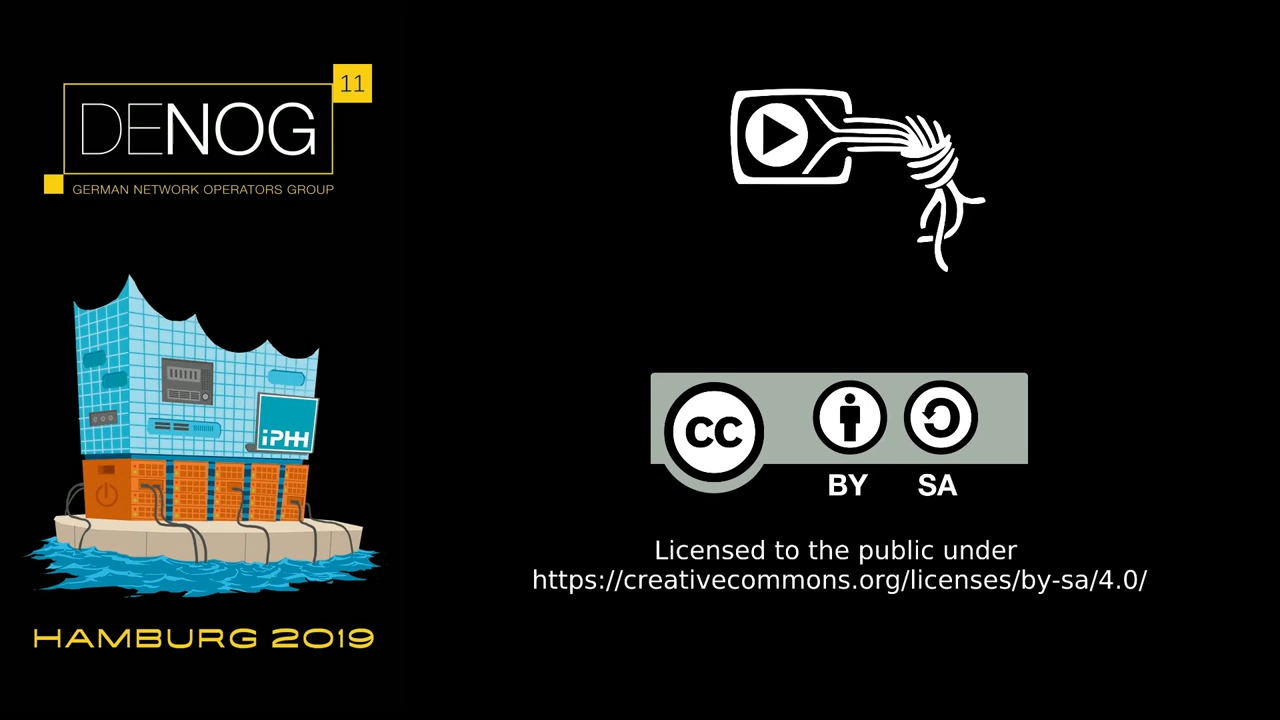 11
DENOG
GERMAN NETWORK OPERATORS GROUP
iPHH
HAMBURG 2019
CC
BY SA
Licensed to the public under
https://creativecommons.org/licenses/by-sa/4.0/